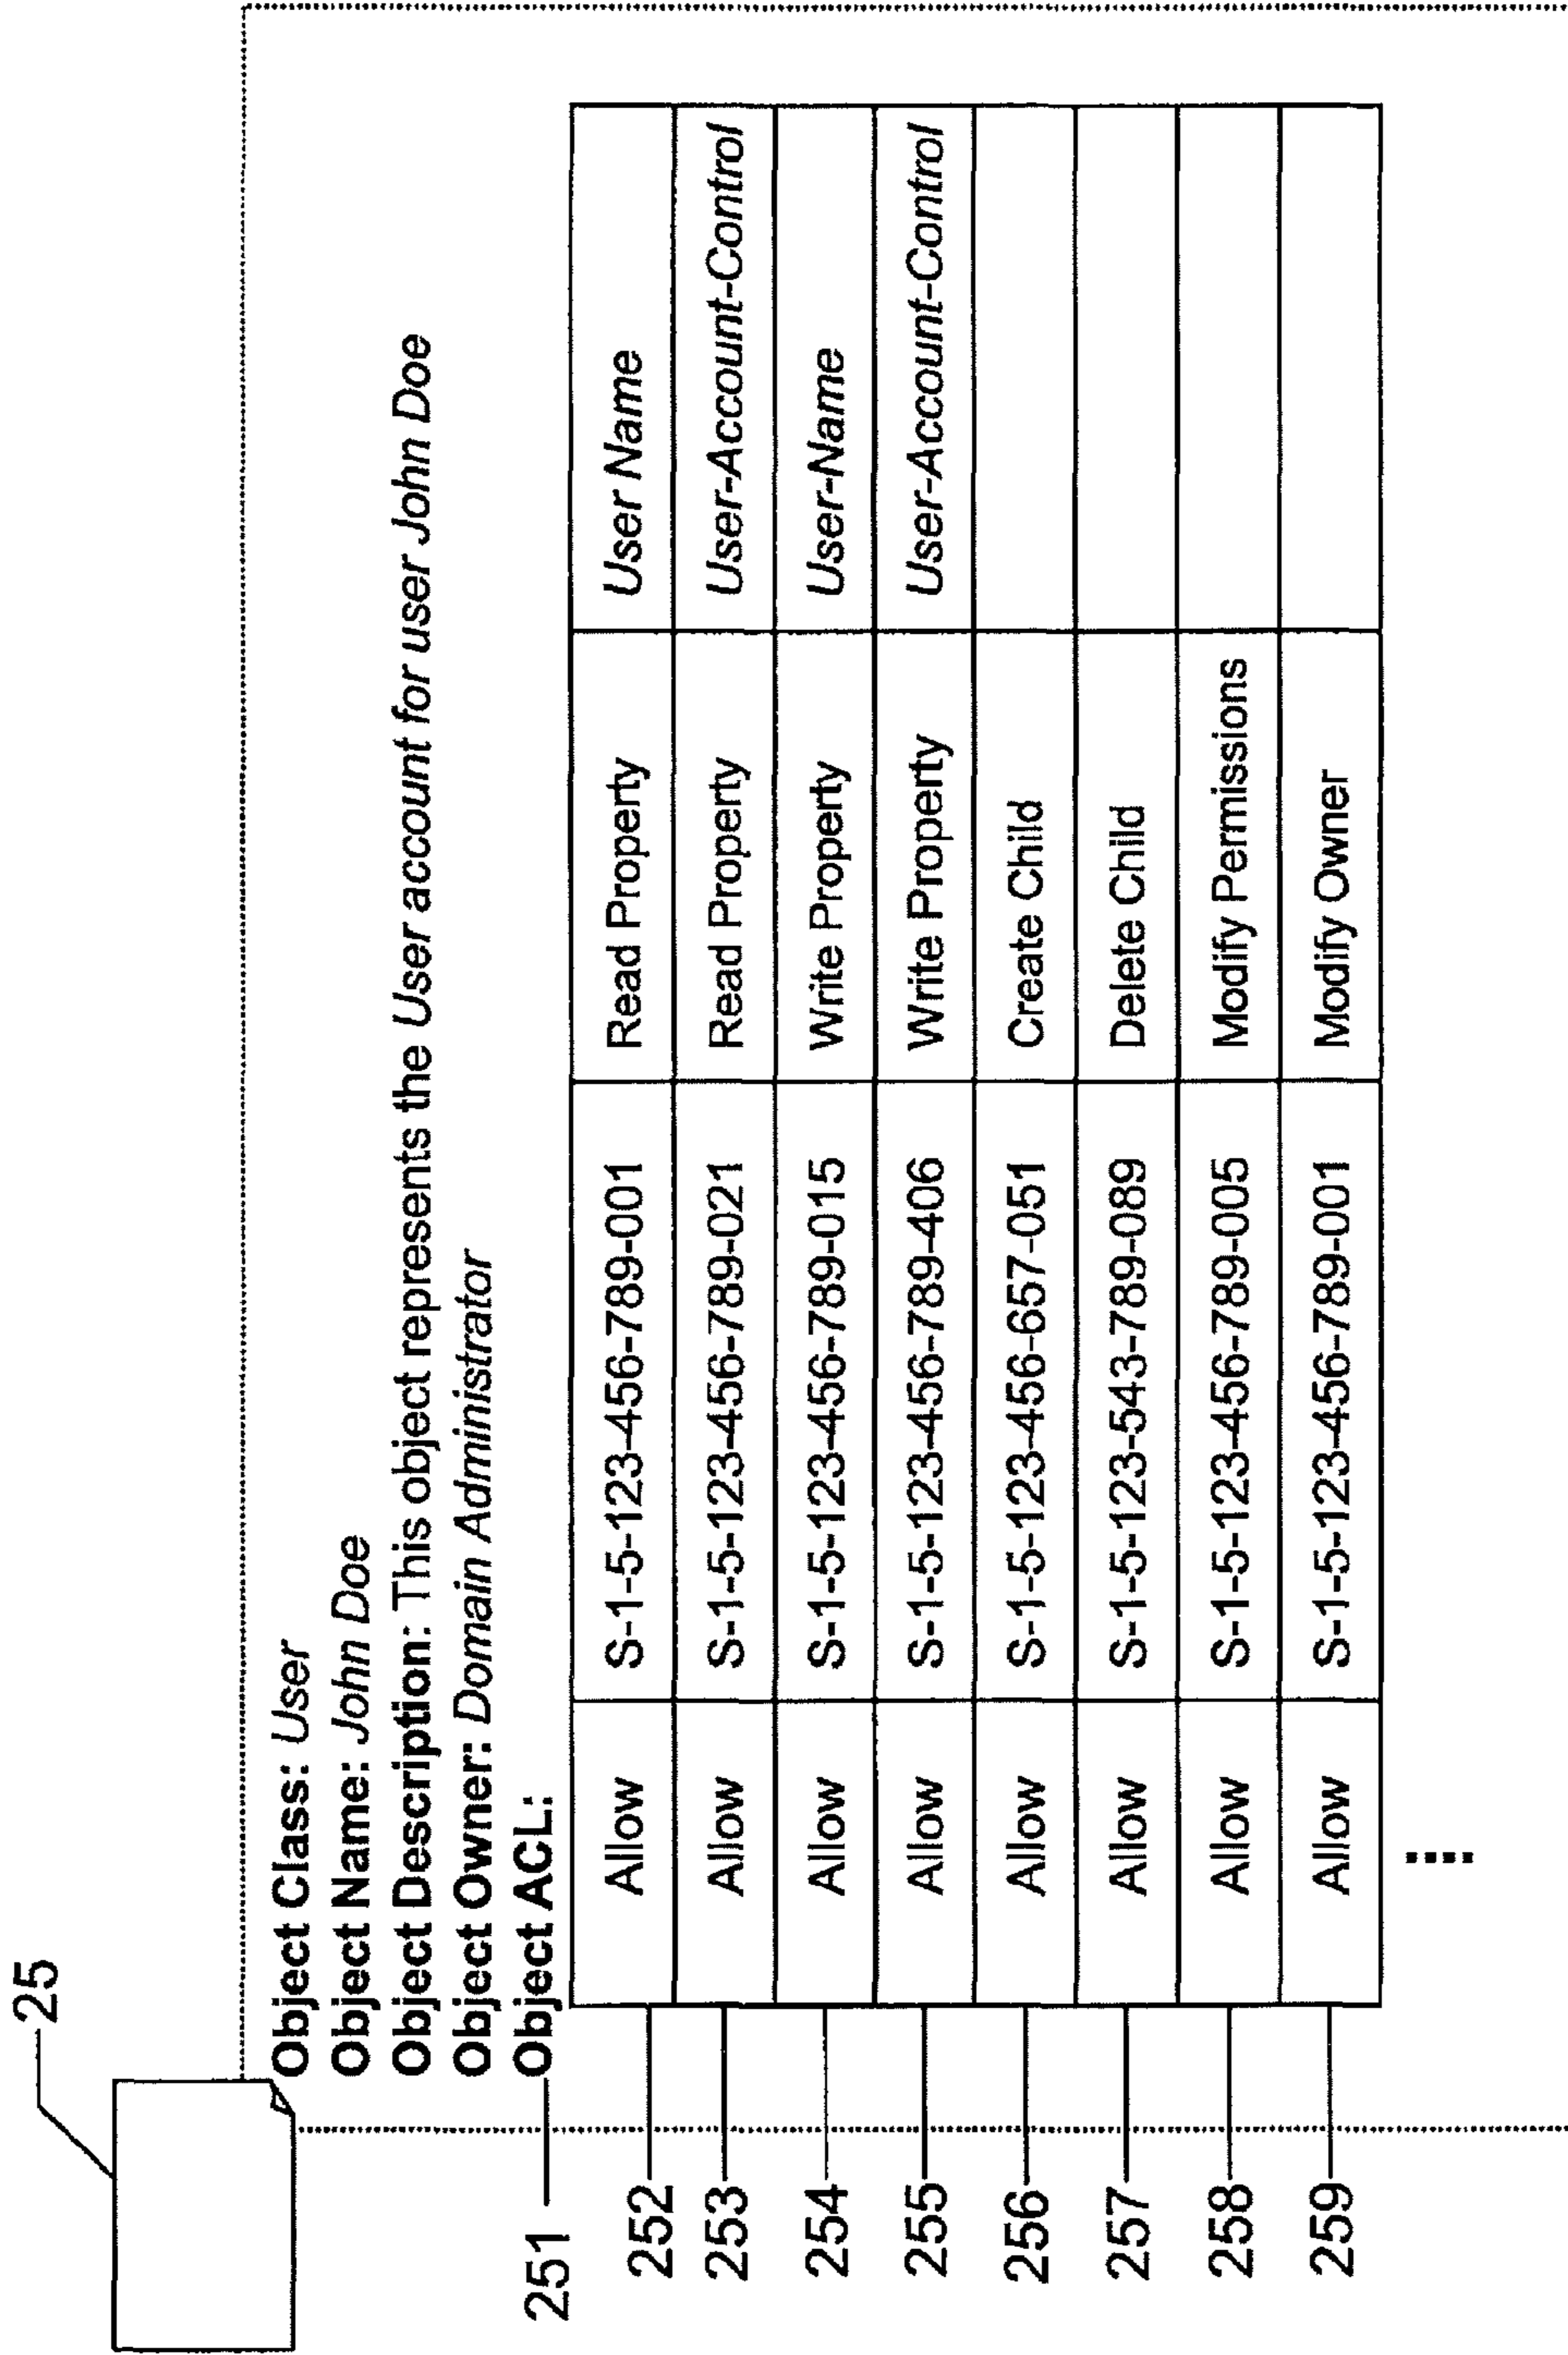 25
Object Class: User
Object Name: John Doe
Object Description: This object represents the User account for user John Doe
Object Owner: Domain Administrator
251 Object ACL:
252 Allow S-1-5-123-456-789-001 Read Property User Name
253 Allow S-1-5-123-456-789-021 Read Property User-Account-Control
254 Allow S-1-5-123-456-789-015 Write Property User-Name
255 Allow S-1-5-123-456-789-406 Write Property User-Account-Control
256 Allow S-1-5-123-456-657-051 Create Child
257 Allow S-1-5-123-543-789-089 Delete Child
258 Allow S-1-5-123-456-789-005 Modify Permissions
259 Allow S-1-5-123-456-789-001 Modify Owner